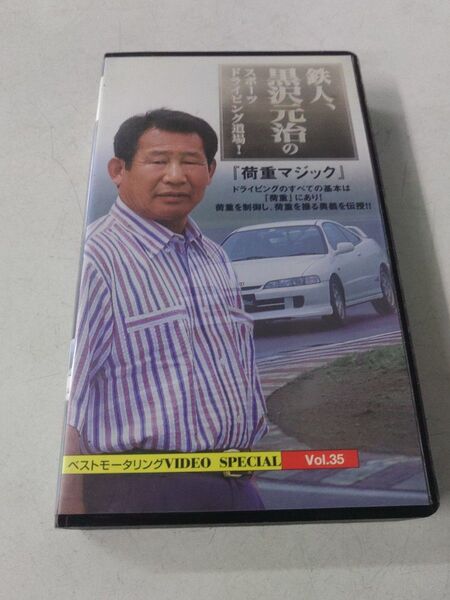 鉄人、
黒沢元治の
スポーツ
ドライビング道場！
『荷重マジック』
ドライビングのすべての基本は
『荷重』にあり！
荷重を制御し、荷重を操る奥義を伝授！！
ベストモータリングVIDEO SPECIAL Vol.35